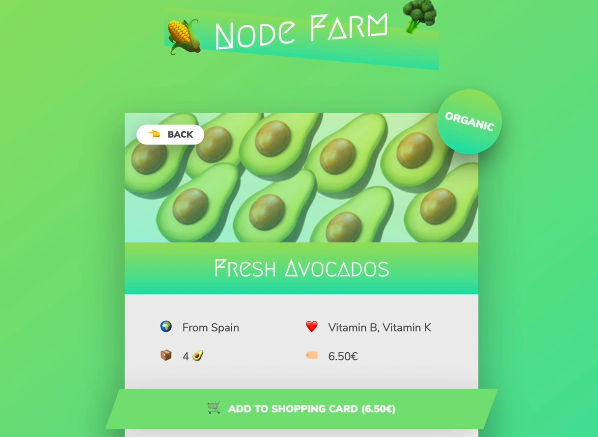 Node Farm
ORGANIC
👈 BACK
Fresh Avocados
🌍 From Spain
❤️ Vitamin B, Vitamin K
📦 4 🥑
🏷 6.50€
🛒 ADD TO SHOPPING CARD (6.50€)